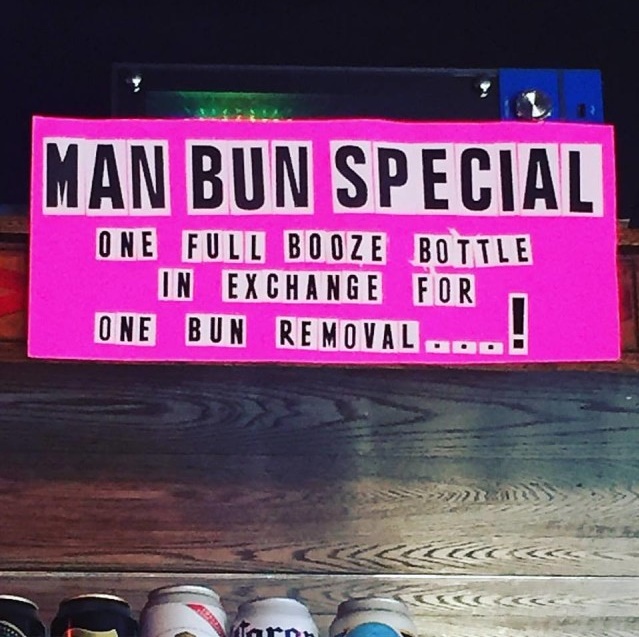 MAN BUN SPECIAL
ONE FULL BOOZE BOTTLE
IN EXCHANGE FOR
ONE BUN REMOVAL....!